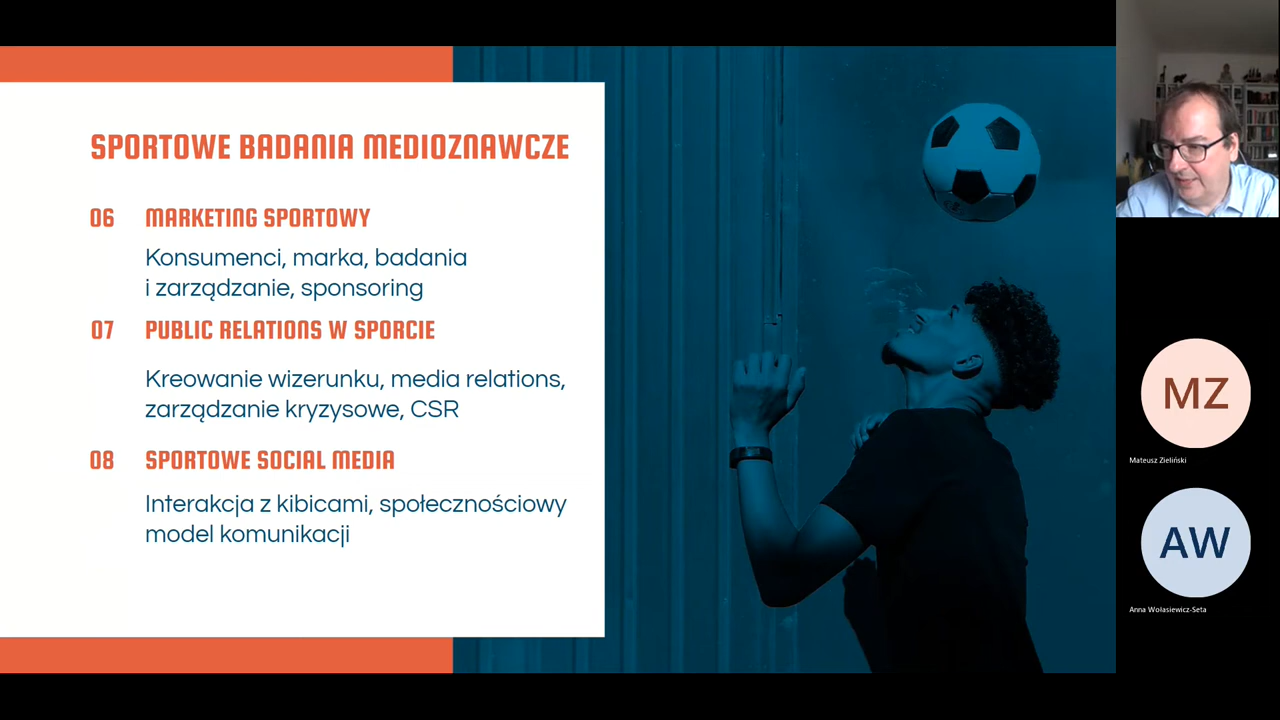 SPORTOWE BADANIA MEDIOZNAWCZE
06 MARKETING SPORTOWY
Konsumenci, marka, badania
i zarządzanie, sponsoring
07 PUBLIC RELATIONS W SPORCIE
Kreowanie wizerunku, media relations,
zarządzanie kryzysowe, CSR
08 SPORTOWE SOCIAL MEDIA
Interakcja z kibicami, społecznościowy
model komunikacji
MZ
Mateusz Zieliński
AW
Anna Wołasiewicz-Seta